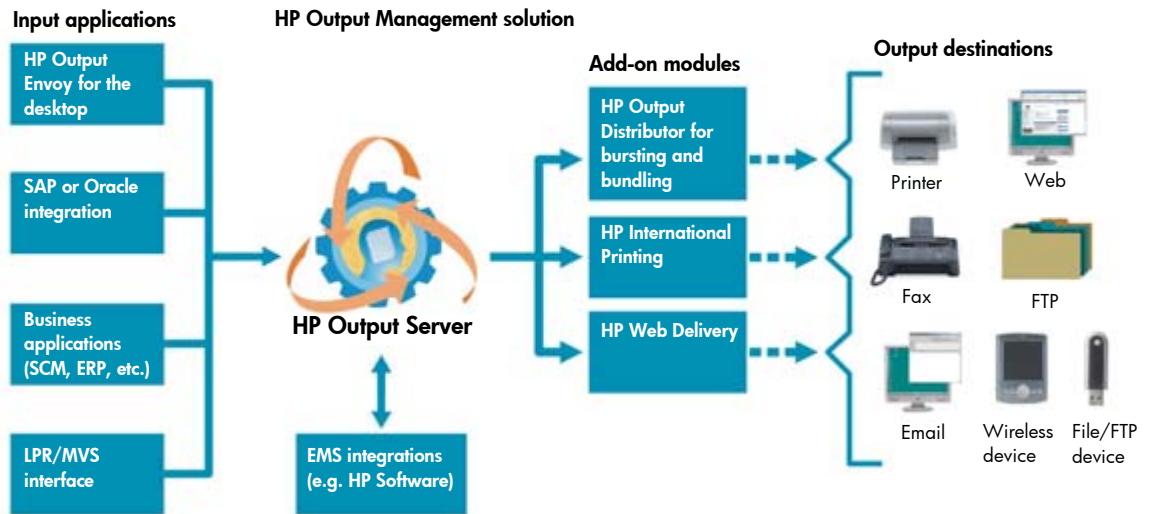 Input applications
HP Output
Envoy for the
desktop
SAP or Oracle
integration
Business
applications
(SCM, ERP, etc.)
LPR/MVS
interface
HP Output Management solution
HP Output Server
EMS integrations
(e.g. HP Software)
Add-on modules
HP Output
Distributor for
bursting and
bundling
HP International
Printing
HP Web Delivery
Output destinations
Printer
Web
Fax
FTP
Email
Wireless
device
File/FTP
device